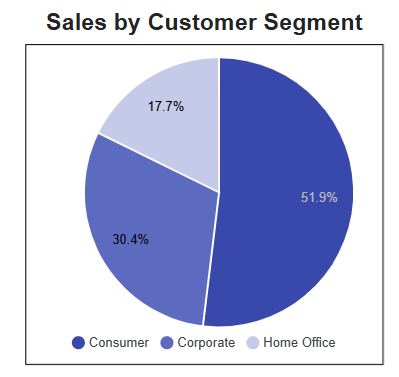 Sales by Customer Segment
17.7%
51.9%
30.4%
Consumer Corporate Home Office